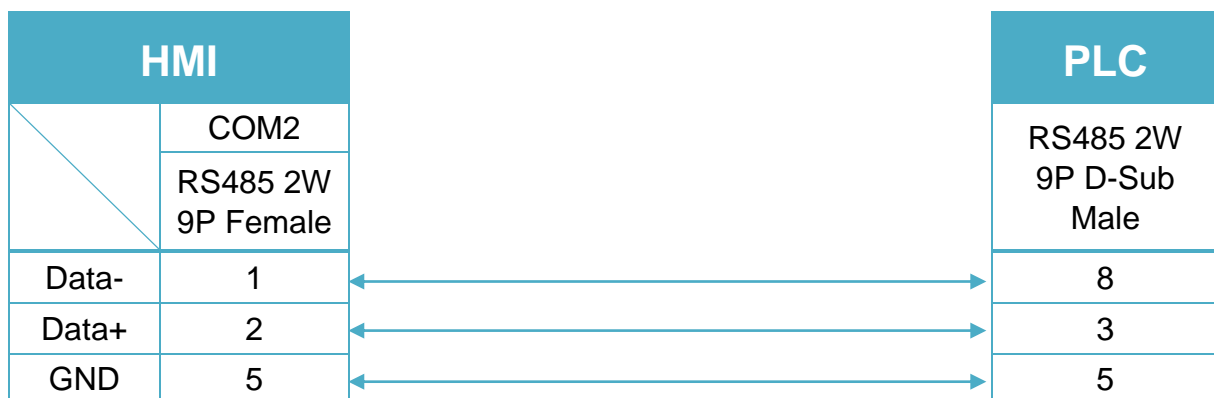 HMI
PLC
COM2
RS485 2W
9P Female
RS485 2W
9P D-Sub
Male
Data- 1 8
Data+ 2 3
GND 5 5